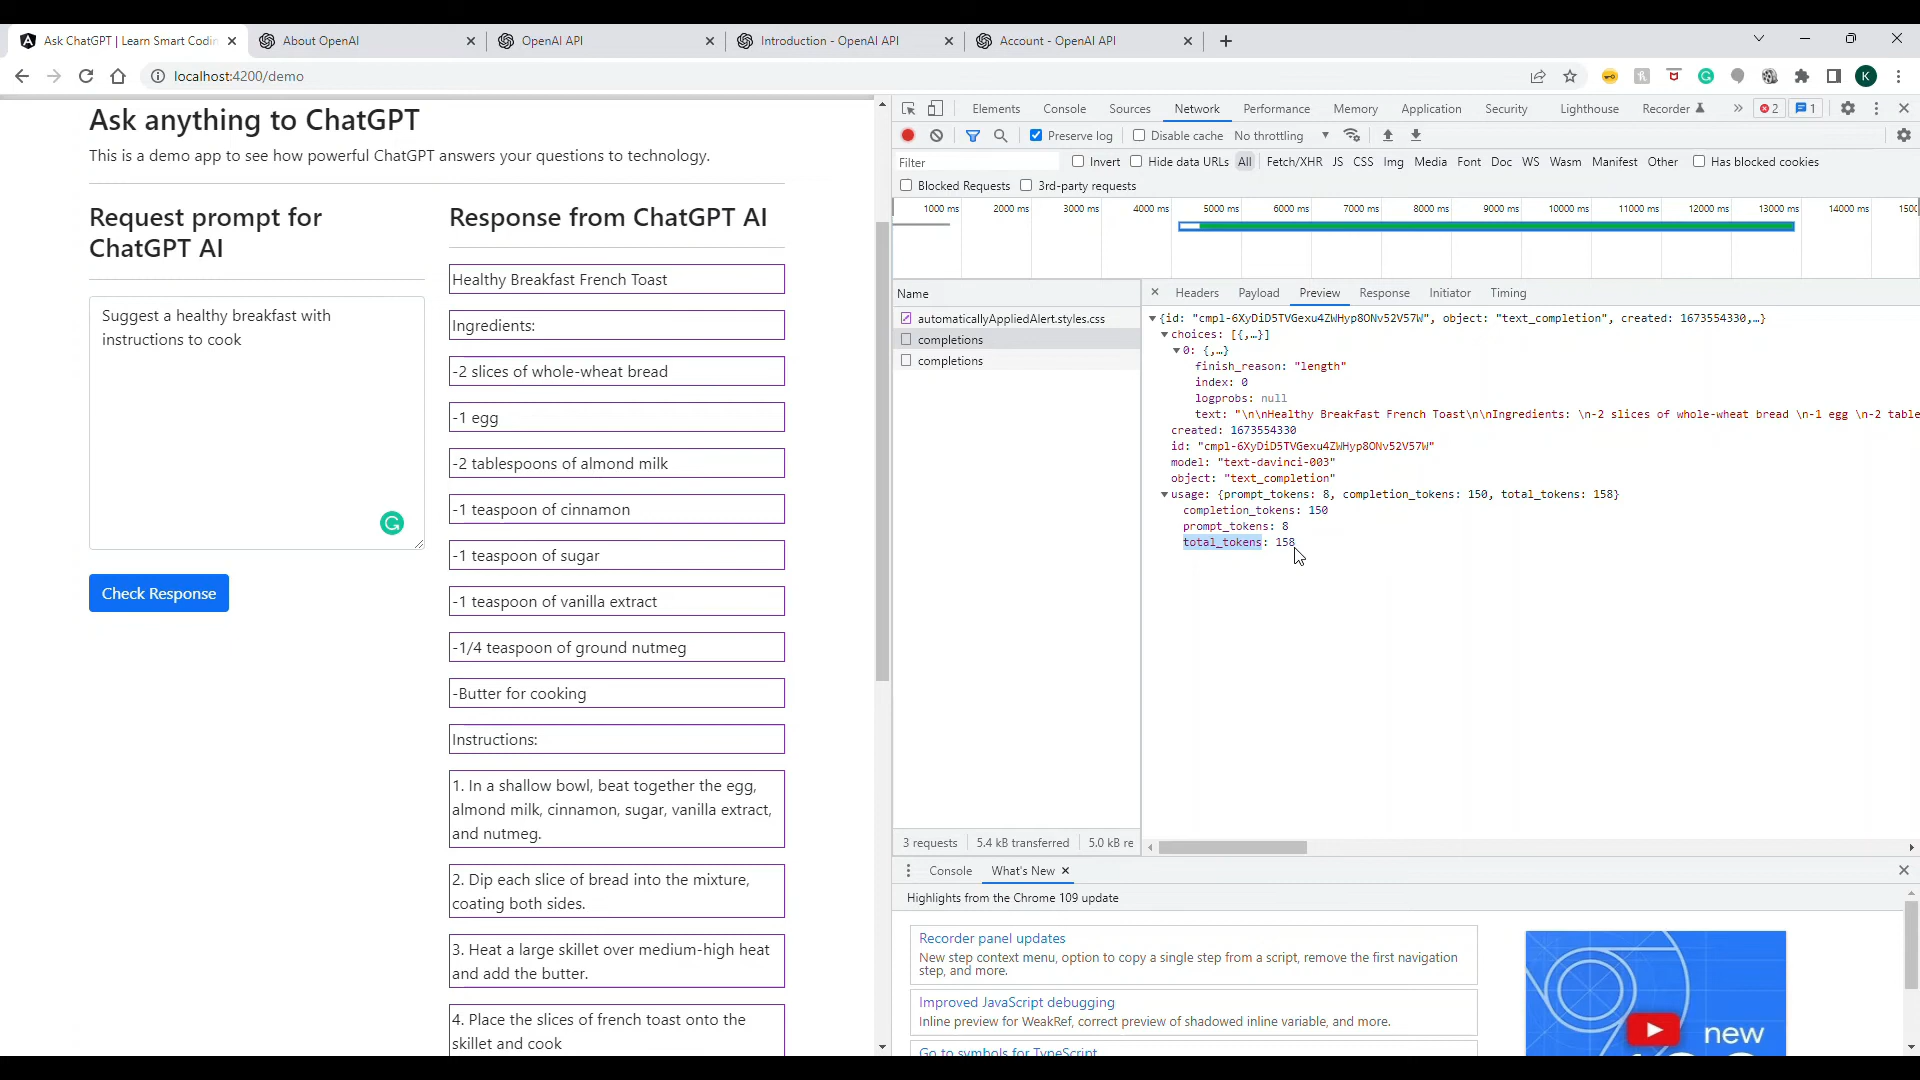 Ask ChatGPT | Learn Smart Codin
About OpenAI
OpenAI API
Introduction - OpenAI API
Account - OpenAI API
localhost:4200/demo
K
Ask anything to ChatGPT
This is a demo app to see how powerful ChatGPT answers your questions to technology.
Request prompt for
ChatGPT AI
Suggest a healthy breakfast with
instructions to cook
Check Response
Response from ChatGPT AI
Healthy Breakfast French Toast
Ingredients:
-2 slices of whole-wheat bread
-1 egg
-2 tablespoons of almond milk
-1 teaspoon of cinnamon
-1 teaspoon of sugar
-1 teaspoon of vanilla extract
-1/4 teaspoon of ground nutmeg
-Butter for cooking
Instructions:
1. In a shallow bowl, beat together the egg,
almond milk, cinnamon, sugar, vanilla extract,
and nutmeg.
2. Dip each slice of bread into the mixture,
coating both sides.
3. Heat a large skillet over medium-high heat
and add the butter.
4. Place the slices of french toast onto the
skillet and cook
Elements Console Sources Network Performance Memory Application Security Lighthouse Recorder » 2 1
Preserve log Disable cache No throttling
Filter Invert Hide data URLs All Fetch/XHR JS CSS Img Media Font Doc WS Wasm Manifest Other Has blocked cookies
Blocked Requests 3rd-party requests
1000 ms 2000 ms 3000 ms 4000 ms 5000 ms 6000 ms 7000 ms 8000 ms 9000 ms 10000 ms 11000 ms 12000 ms 13000 ms 14000 ms 1500
Name
automaticallyAppliedAlert.styles.css
completions
completions
3 requests 5.4 kB transferred 5.0 kB re
Headers Payload Preview Response Initiator Timing
{id: "cmpl-6XyDiD5TVGexu4ZWHyp8ONv52V57W", object: "text_completion", created: 1673554330,…}
choices: [{,…}]
0: {,…}
finish_reason: "length"
index: 0
logprobs: null
text: "\n\nHealthy Breakfast French Toast\n\nIngredients: \n-2 slices of whole-wheat bread \n-1 egg \n-2 table
created: 1673554330
id: "cmpl-6XyDiD5TVGexu4ZWHyp8ONv52V57W"
model: "text-davinci-003"
object: "text_completion"
usage: {prompt_tokens: 8, completion_tokens: 150, total_tokens: 158}
completion_tokens: 150
prompt_tokens: 8
total_tokens: 158
Console What's New
Highlights from the Chrome 109 update
Recorder panel updates
New step context menu, option to copy a single step from a script, remove the first navigation
step, and more.
Improved JavaScript debugging
Inline preview for WeakRef, correct preview of shadowed inline variable, and more.
Go to symbols for TypeScript
new